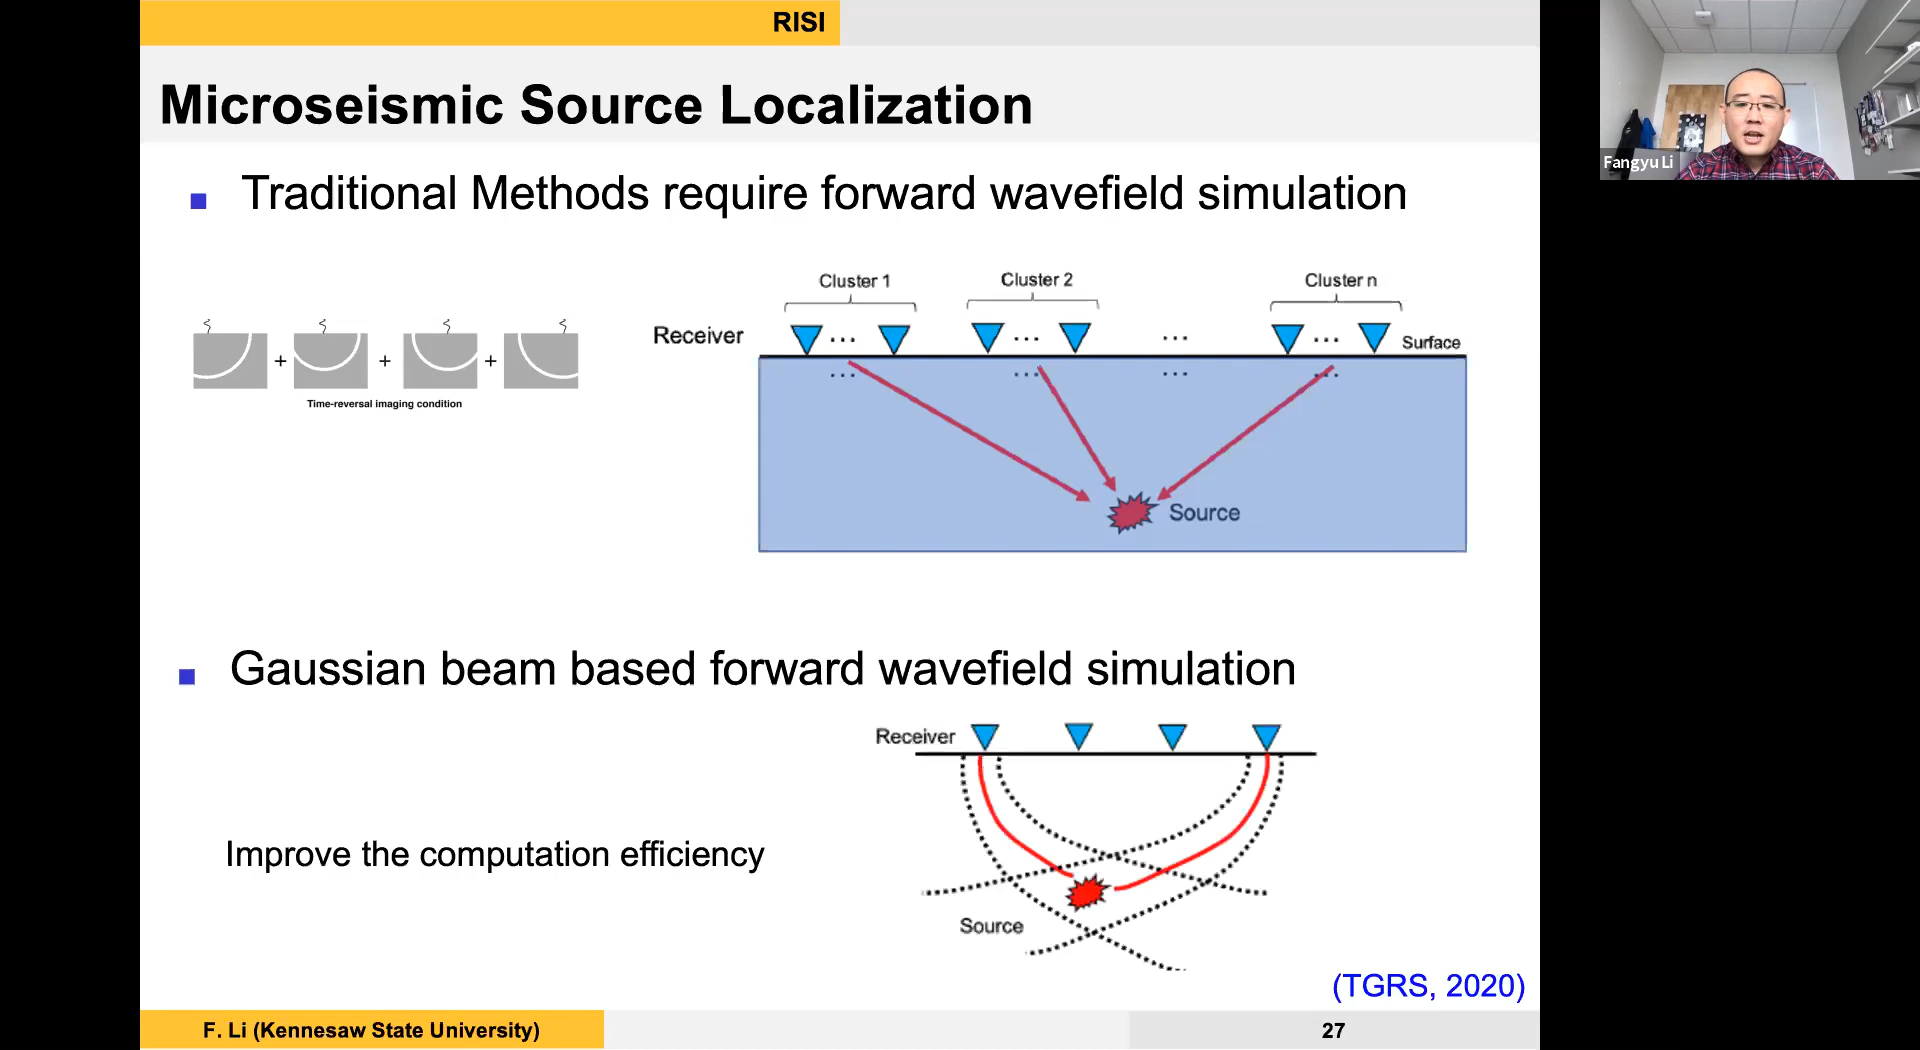 RISI
Microseismic Source Localization
Fangyu Li
Traditional Methods require forward wavefield simulation
Cluster 1
Cluster 2
Cluster n
Receiver
...
...
...
...
Surface
...
...
...
...
+
+
+
Time-reversal imaging condition
Source
Gaussian beam based forward wavefield simulation
Receiver
Improve the computation efficiency
Source
(TGRS, 2020)
F. Li (Kennesaw State University)
27